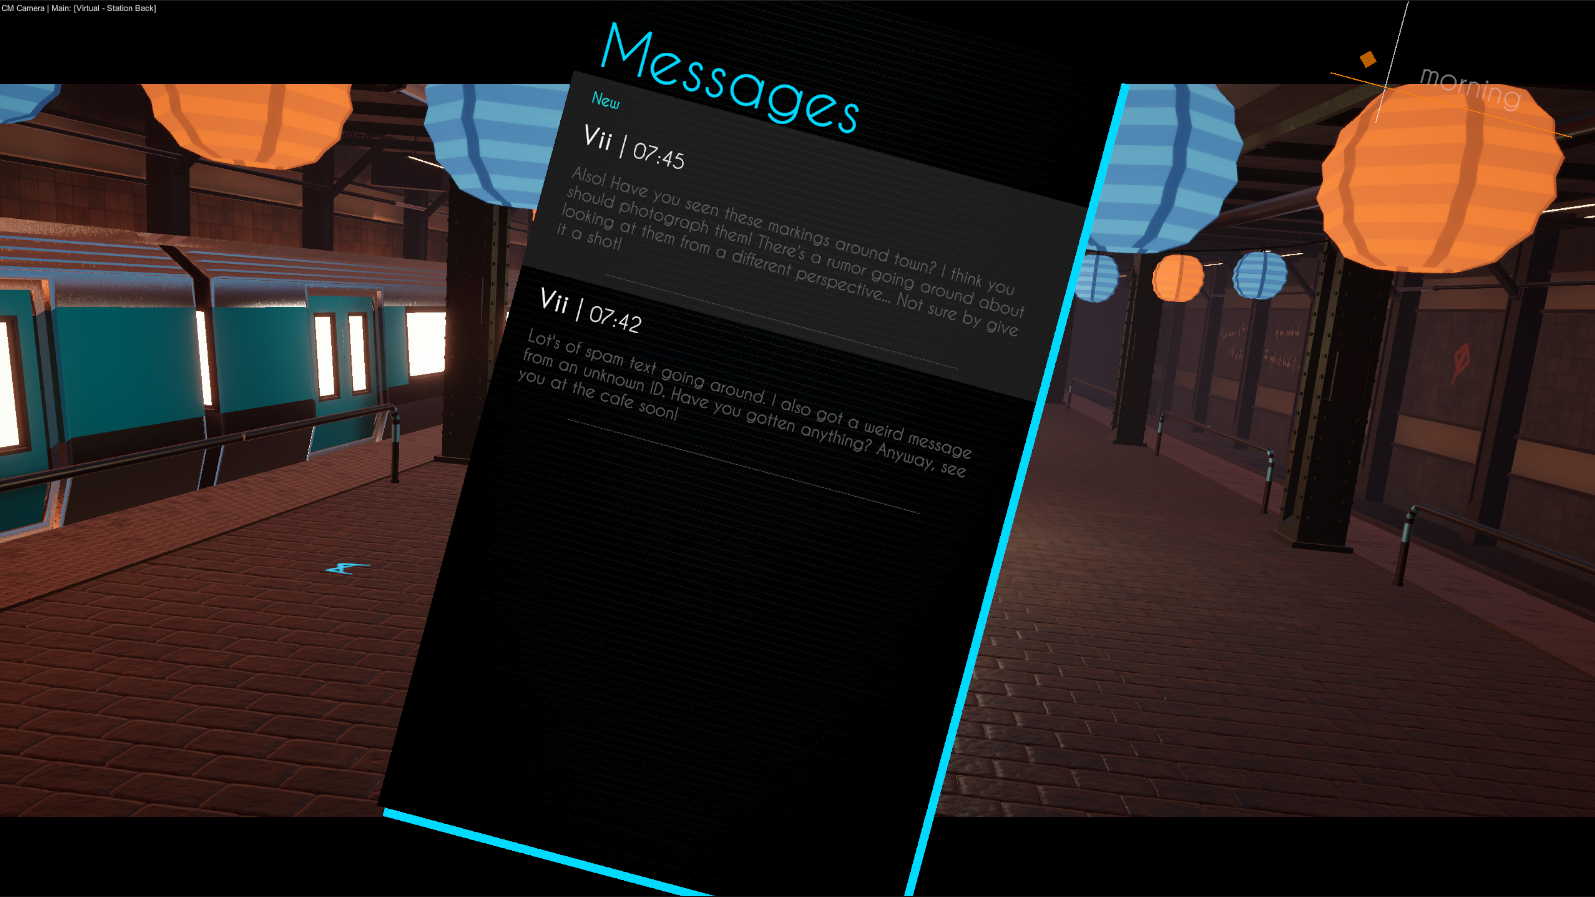 CM Camera | Main: [Virtual - Station Back]
Messages
morning
New
Vii | 07:45
Also! Have you seen these markings around town? I think you
should photograph them! There's a rumor going around about
looking at them from a different perspective... Not sure by give
it a shot!
Vii | 07:42
Lot's of spam text going around. I also got a weird message
from an unknown ID. Have you gotten anything? Anyway, see
you at the cafe soon!